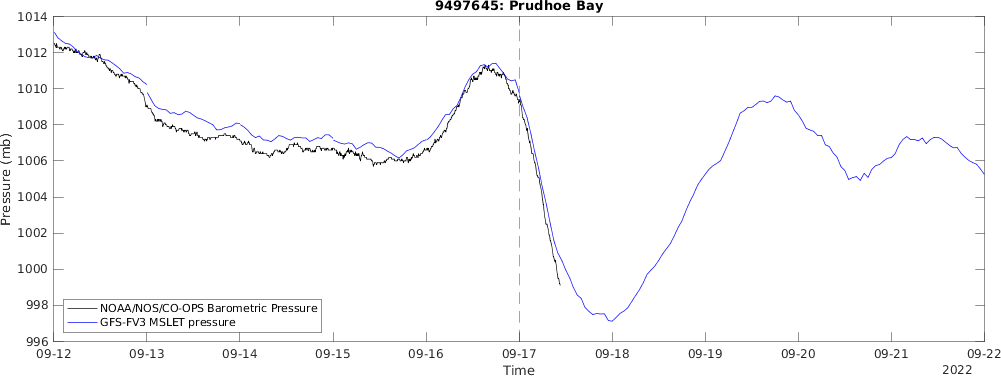 9497645: Prudhoe Bay
1014
1012
1010
1008
1006
1004
1002
1000
998
996
Pressure (mb)
NOAA/NOS/CO-OPS Barometric Pressure
GFS-FV3 MSLET pressure
09-12 09-13 09-14 09-15 09-16 09-17 09-18 09-19 09-20 09-21 09-22
Time
2022